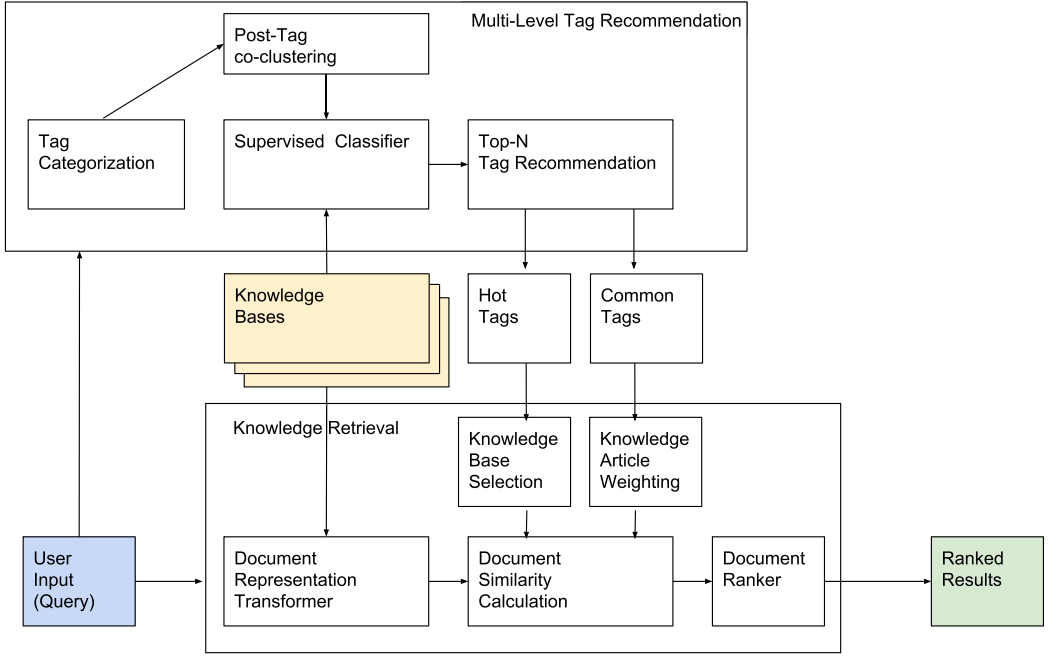 Multi-Level Tag Recommendation
Post-Tag
co-clustering
Tag
Categorization
Supervised Classifier
Top-N
Tag Recommendation
Knowledge
Bases
Hot
Tags
Common
Tags
Knowledge Retrieval
Knowledge
Base
Selection
Knowledge
Article
Weighting
User
Input
(Query)
Document
Representation
Transformer
Document
Similarity
Calculation
Document
Ranker
Ranked
Results